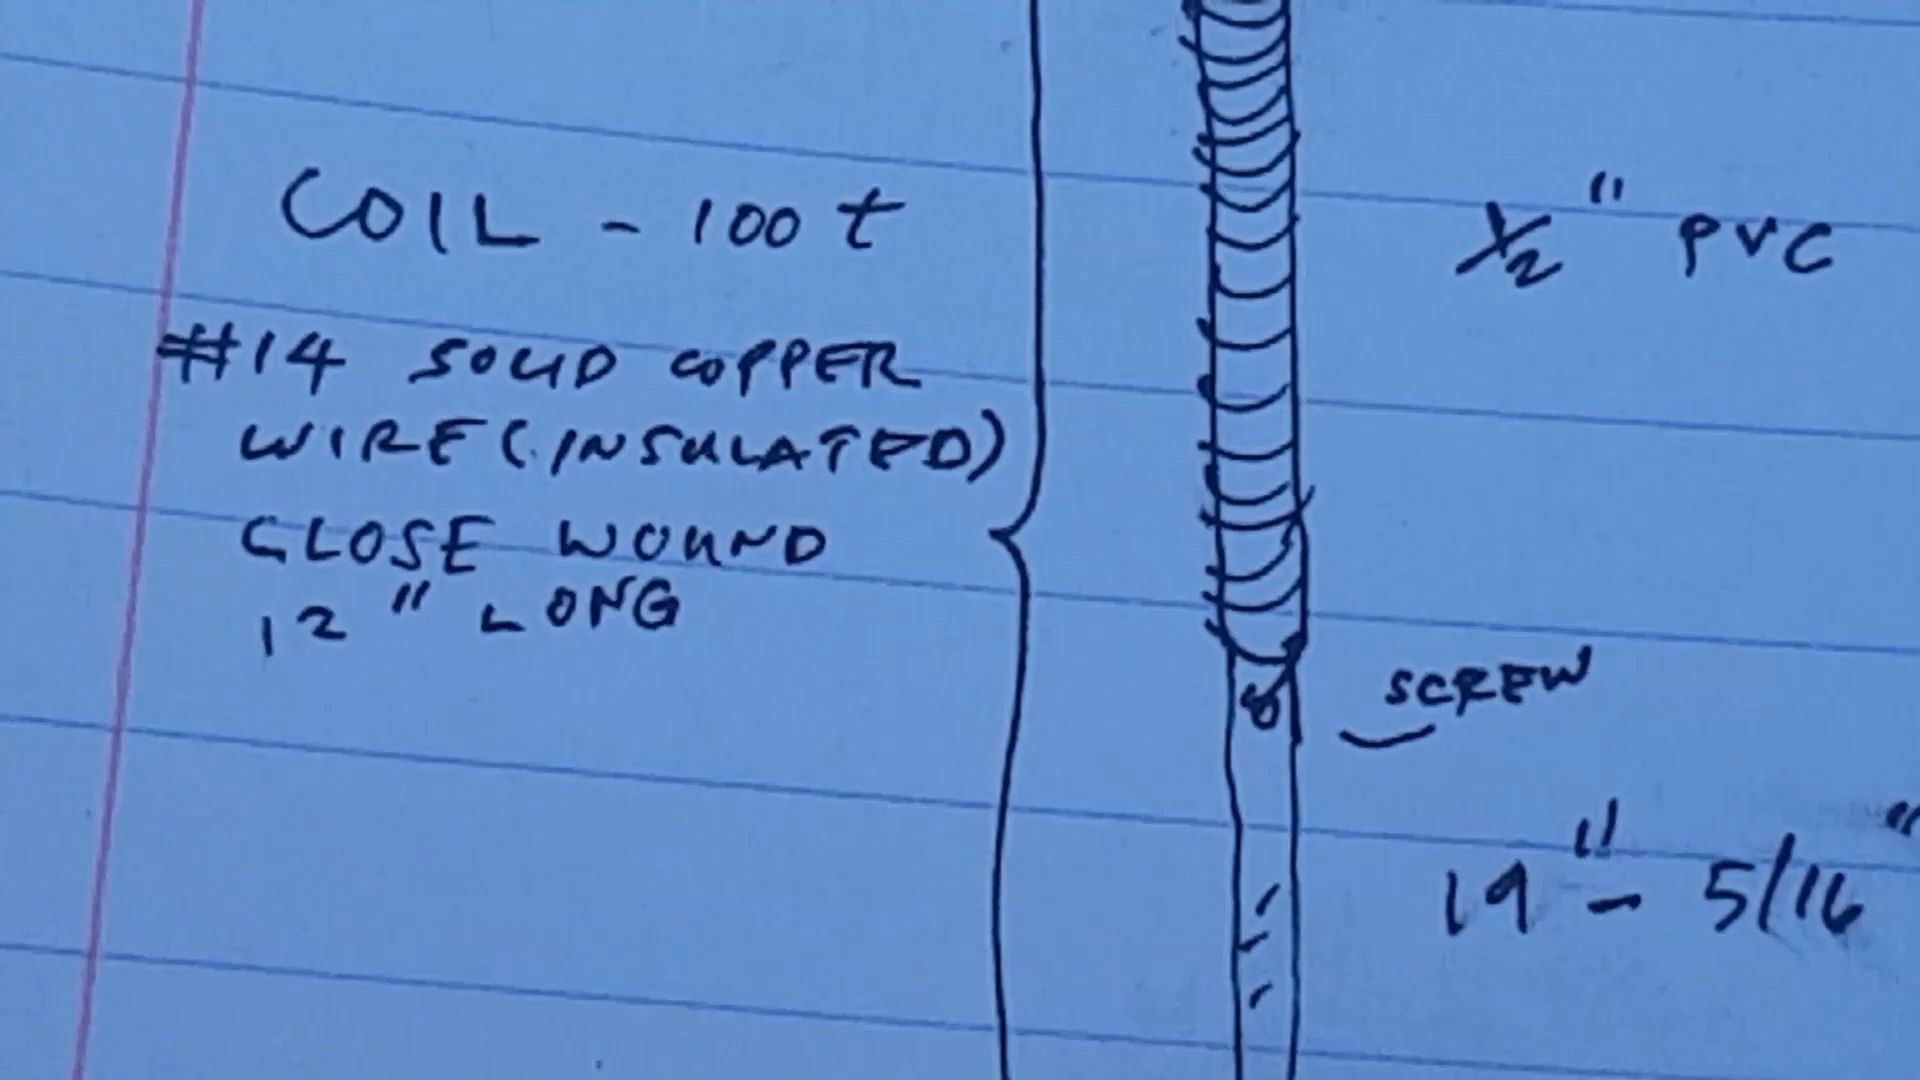 COIL - 100 t
1/2" PVC
#14 SOLID COPPER
WIRE (INSULATED)
CLOSE WOUND
12" LONG
SCREW
19" - 5/16"